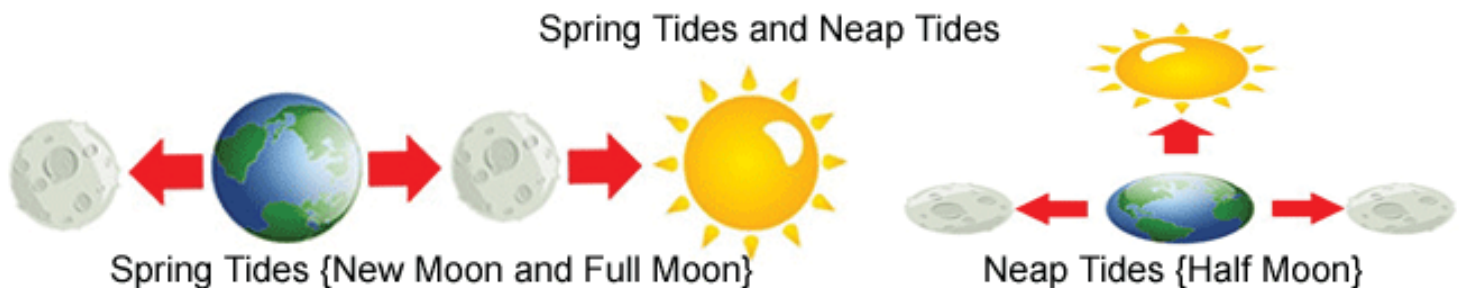 Spring Tides and Neap Tides
Spring Tides {New Moon and Full Moon}
Neap Tides {Half Moon}